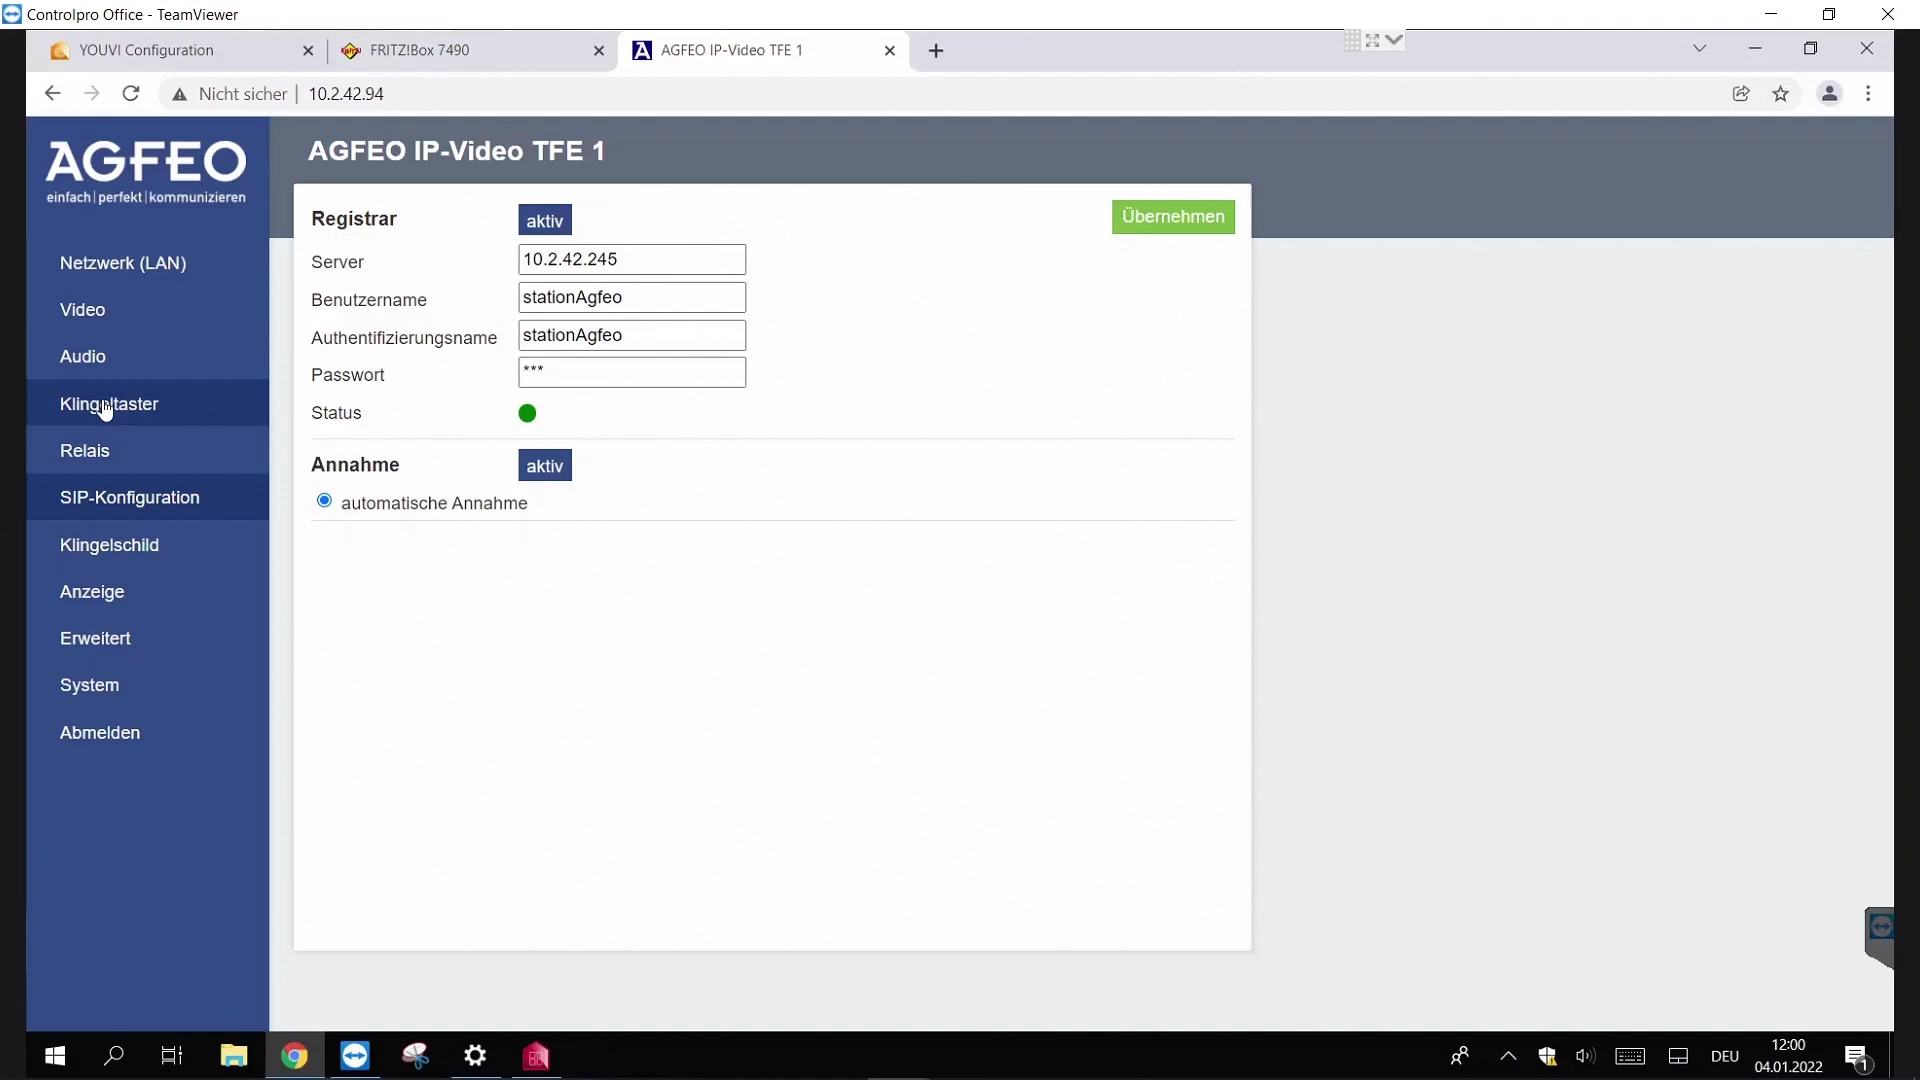 Controlpro Office - TeamViewer
YOUVI Configuration
FRITZ!Box 7490
AGFEO IP-Video TFE 1
Nicht sicher
10.2.42.94
AGFEO
einfach|perfekt|kommunizieren
AGFEO IP-Video TFE 1
Netzwerk (LAN)
Video
Audio
Klingeltaster
Relais
SIP-Konfiguration
Klingelschild
Anzeige
Erweitert
System
Abmelden
Registrar
aktiv
Übernehmen
Server
10.2.42.245
Benutzername
stationAgfeo
Authentifizierungsname
stationAgfeo
Passwort
***
Status
Annahme
aktiv
automatische Annahme
DEU
12:00
04.01.2022
1